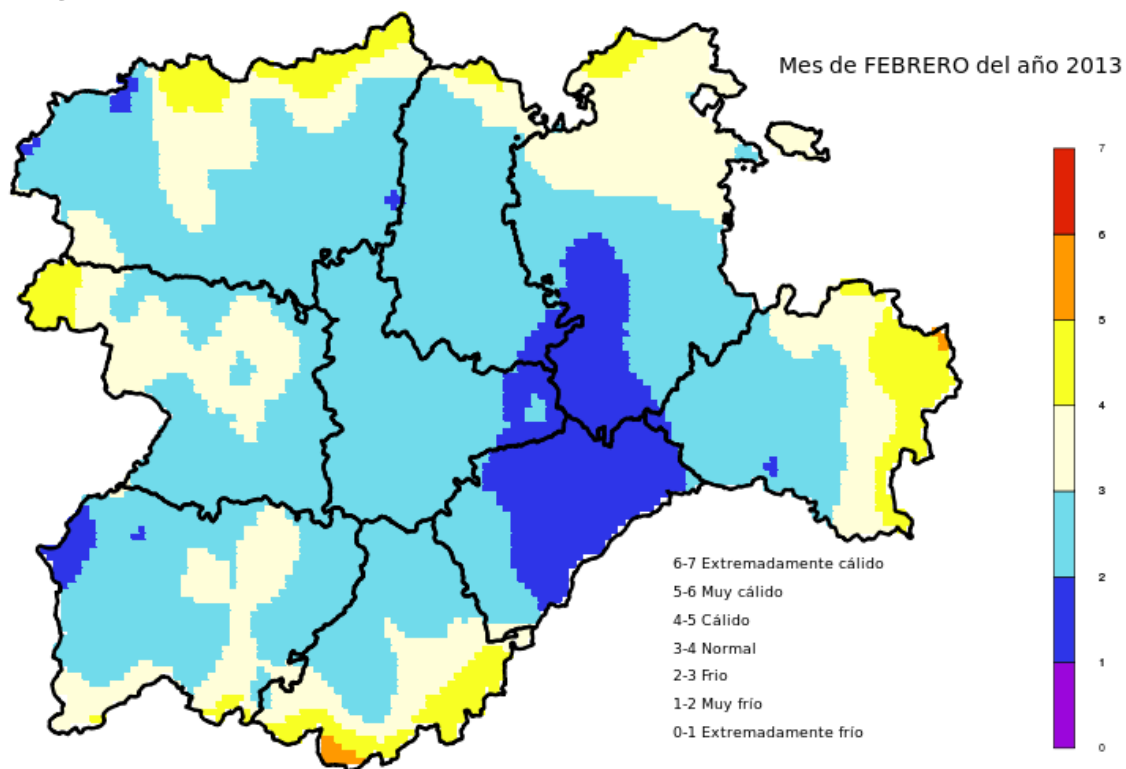 Mes de FEBRERO del año 2013
7
6
5
4
3
2
1
0
6-7 Extremadamente cálido
5-6 Muy cálido
4-5 Cálido
3-4 Normal
2-3 Frio
1-2 Muy frío
0-1 Extremadamente frío